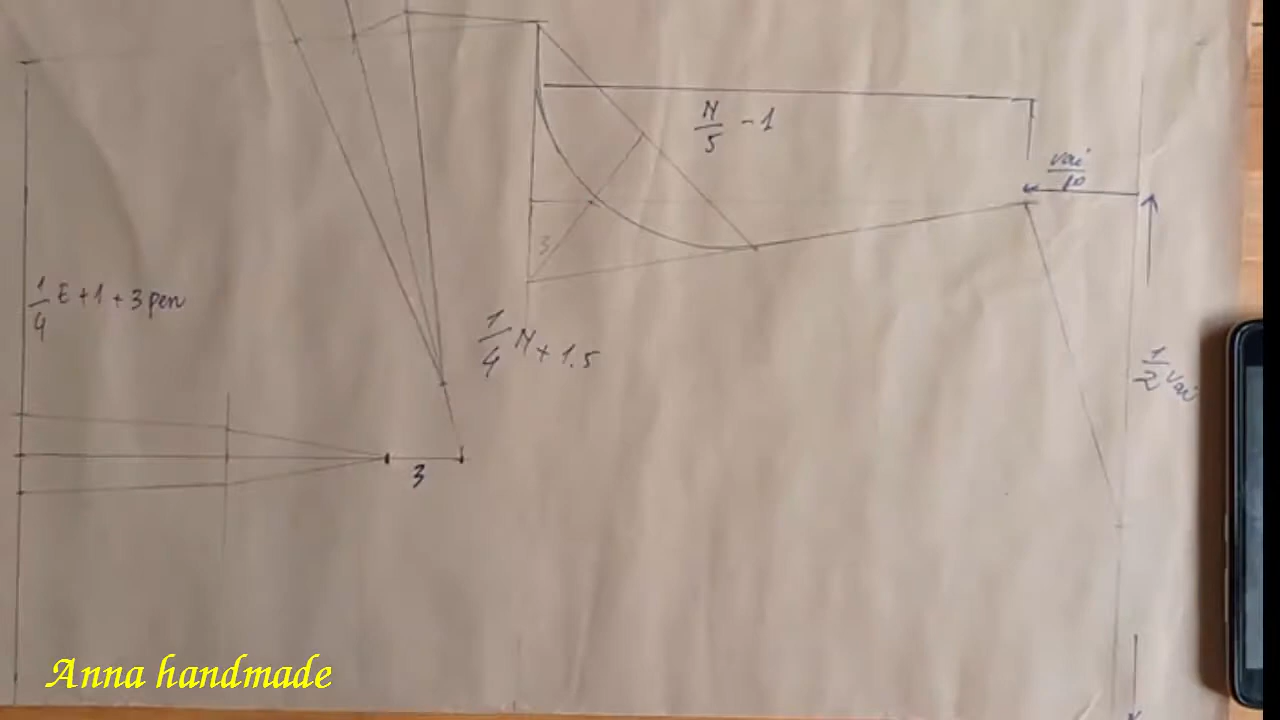 N/5 - 1
vai/10
1/4 E + 1 + 3 pen
1/4 N + 1.5
1/2 vai
3
3
Anna handmade